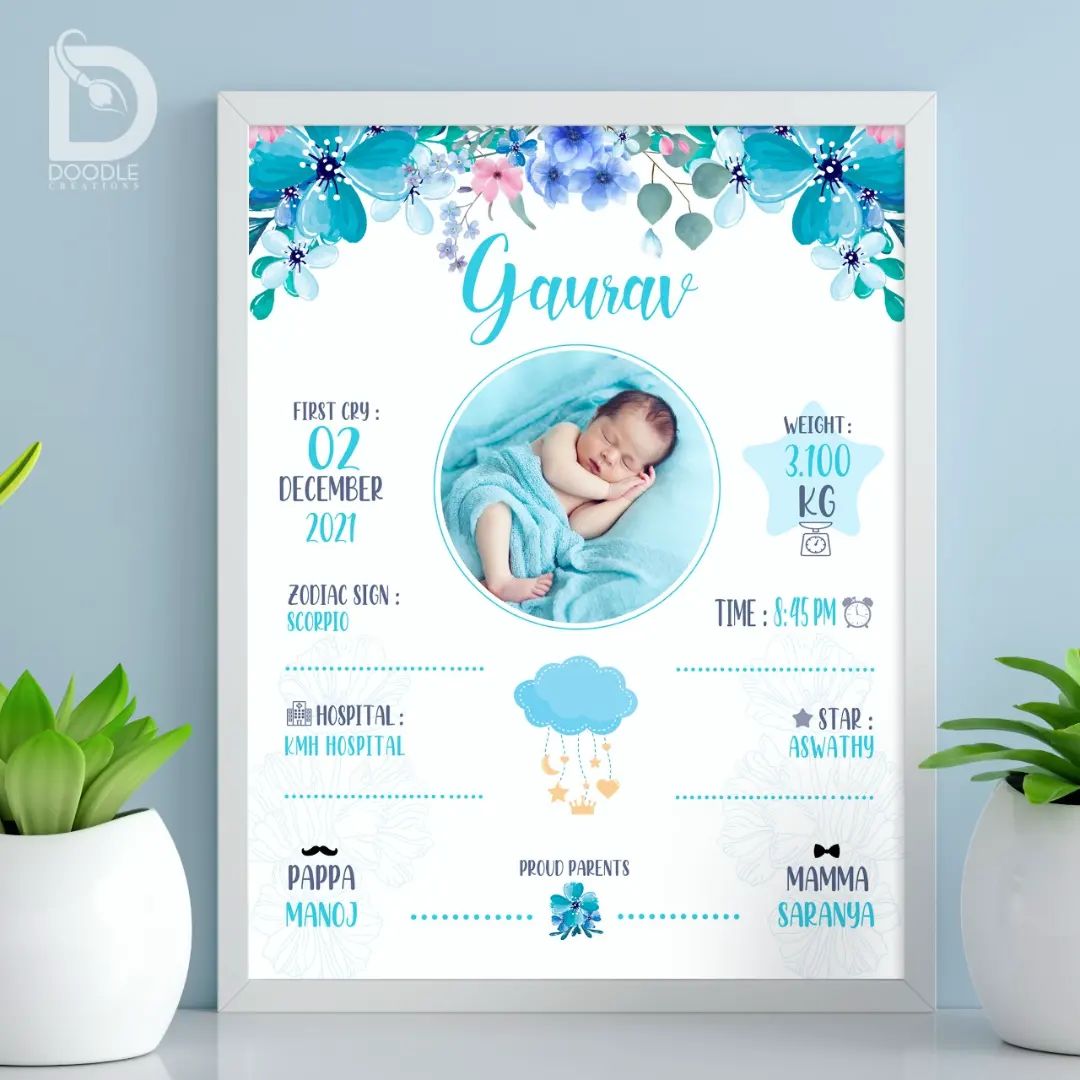 DOODLE
CREATIONS
Gaurav
FIRST CRY :
02
DECEMBER
2021
WEIGHT :
3.100
KG
ZODIAC SIGN :
SCORPIO
TIME : 8:45 PM
HOSPITAL :
KMH HOSPITAL
STAR :
ASWATHY
PROUD PARENTS
PAPPA
MANOJ
MAMMA
SARANYA